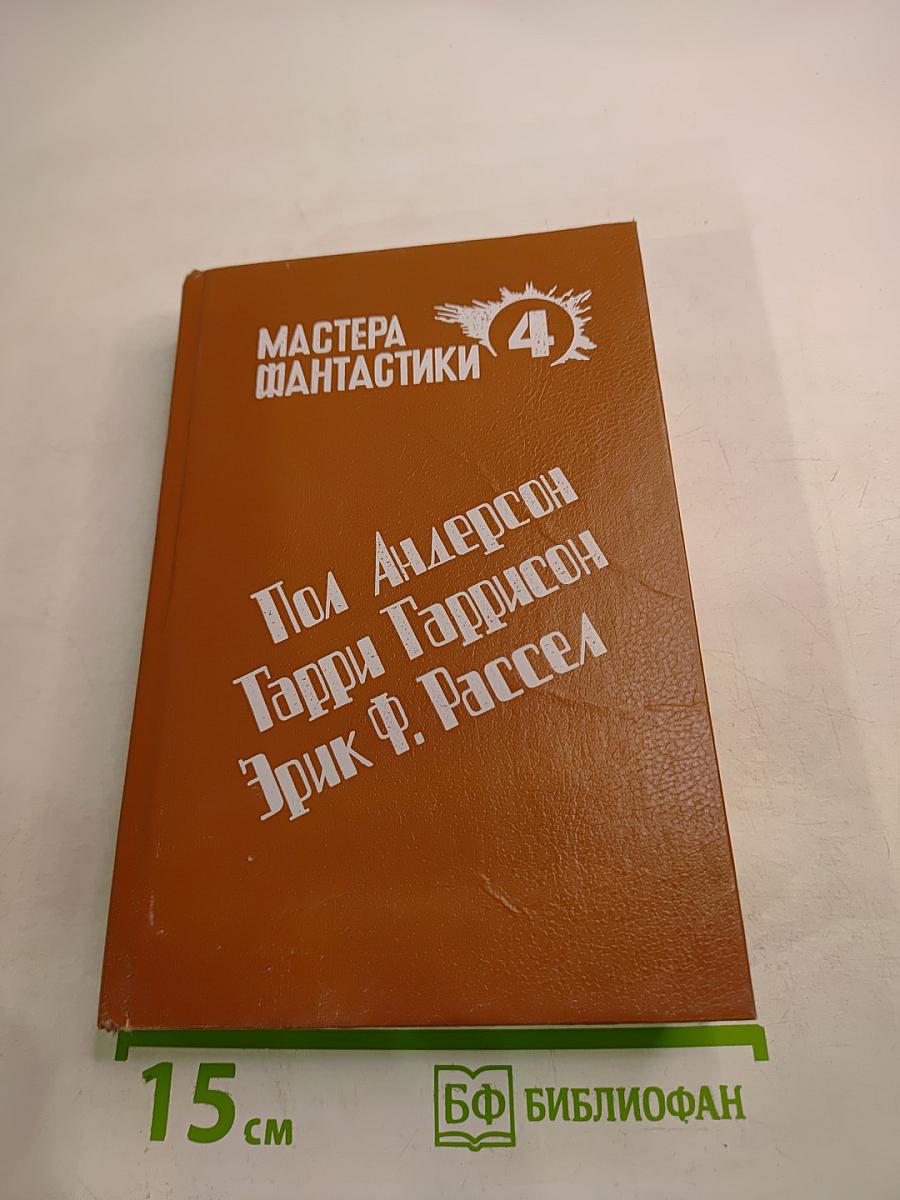 МАСТЕРА
ФАНТАСТИКИ 4
Пол Андерсон
Гарри Гаррисон
Эрик Ф. Рассел
15 см
БФ БИБЛИОФАН